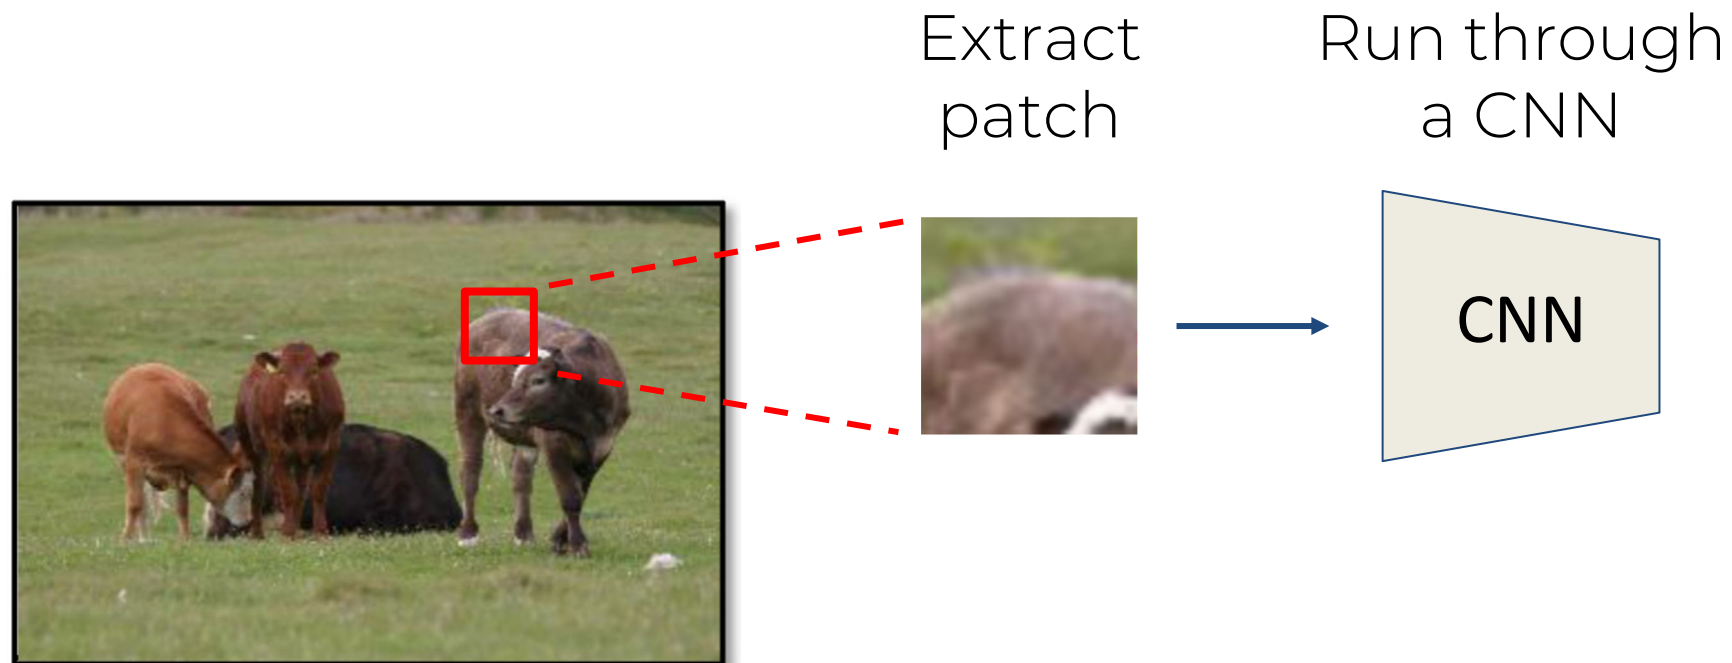 Extract
patch
Run through
a CNN
CNN